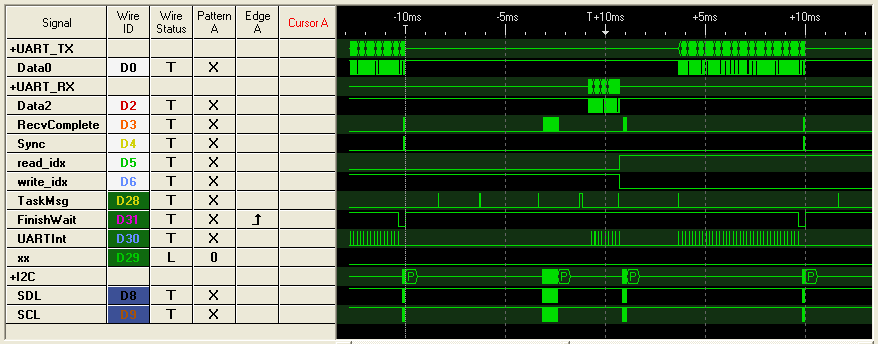 Signal Wire ID Wire Status Pattern A Edge A Cursor A -10ms -5ms T+10ms +5ms +10ms
+UART_TX
Data0 D0 T X
+UART_RX
Data2 D2 T X
RecvComplete D3 T X
Sync D4 T X
read_idx D5 T X
write_idx D6 T X
TaskMsg D28 T X
FinishWait D31 T X
UARTInt D30 T X
xx D29 L 0
+I2C P P P P
SDL D8 T X
SCL D9 T X